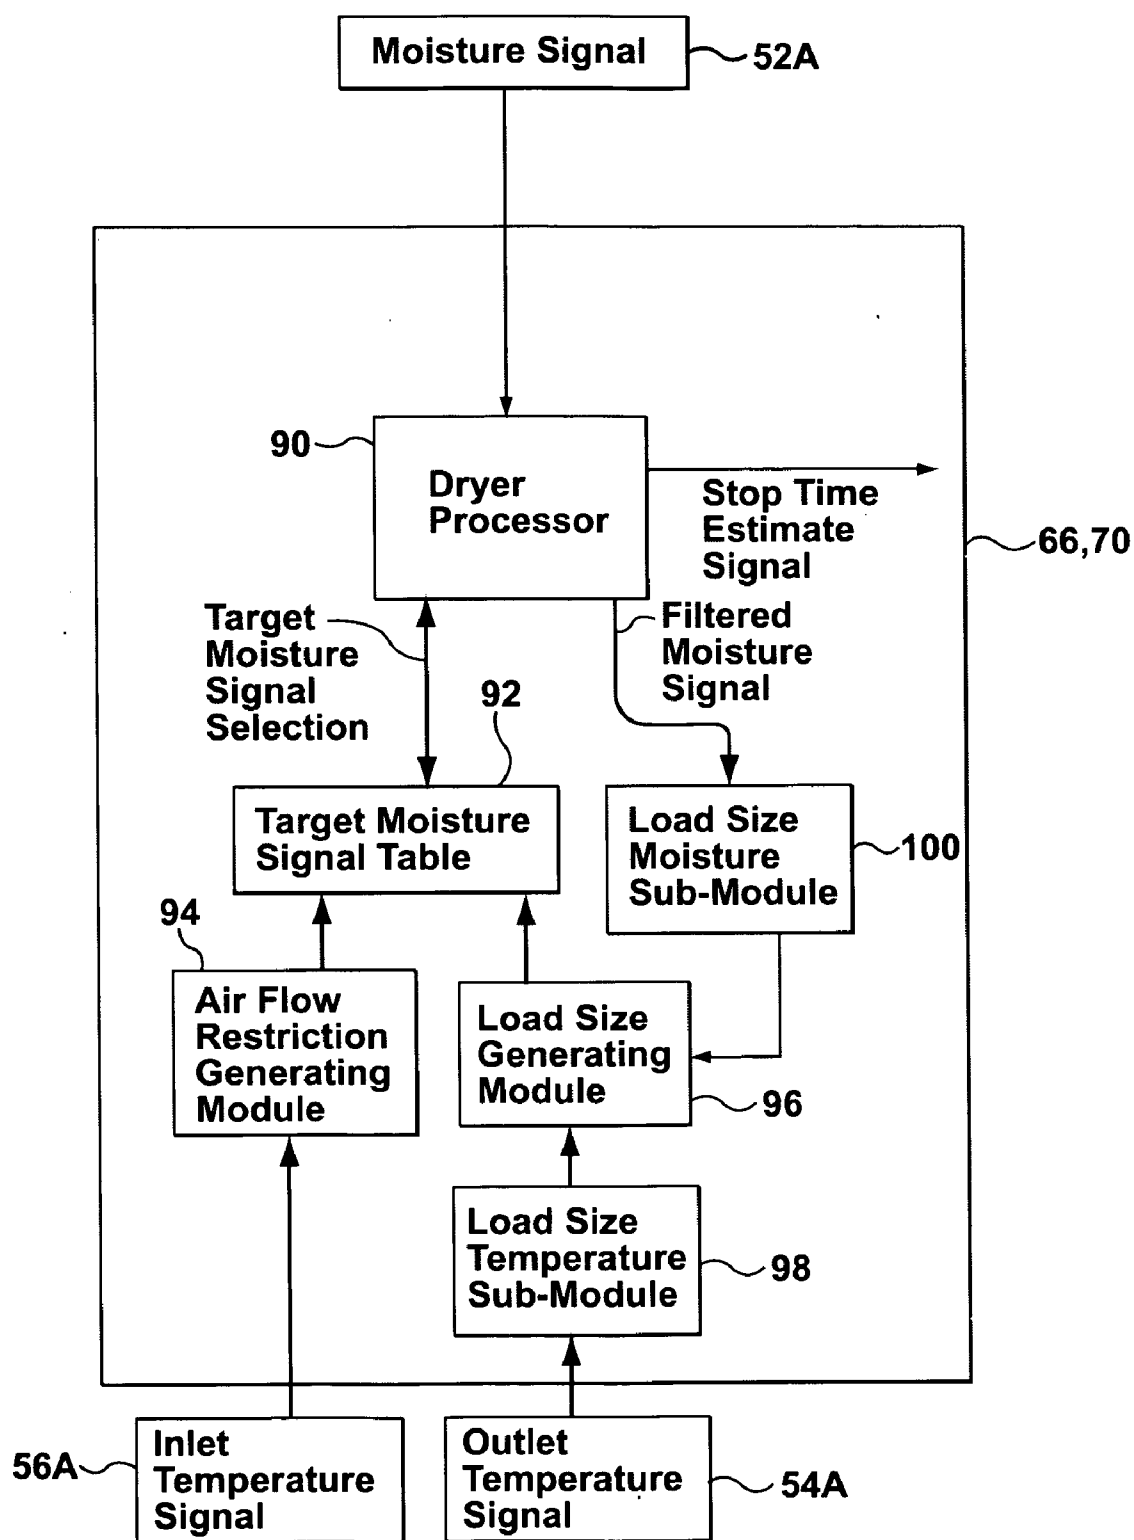 Moisture Signal
52A
90
Dryer
Processor
Stop Time
Estimate
Signal
66,70
Target
Moisture
Signal
Selection
Filtered
Moisture
Signal
92
Target Moisture
Signal Table
Load Size
Moisture
Sub-Module
100
94
Air Flow
Restriction
Generating
Module
Load Size
Generating
Module
96
Load Size
Temperature
Sub-Module
98
56A
Inlet
Temperature
Signal
Outlet
Temperature
Signal
54A